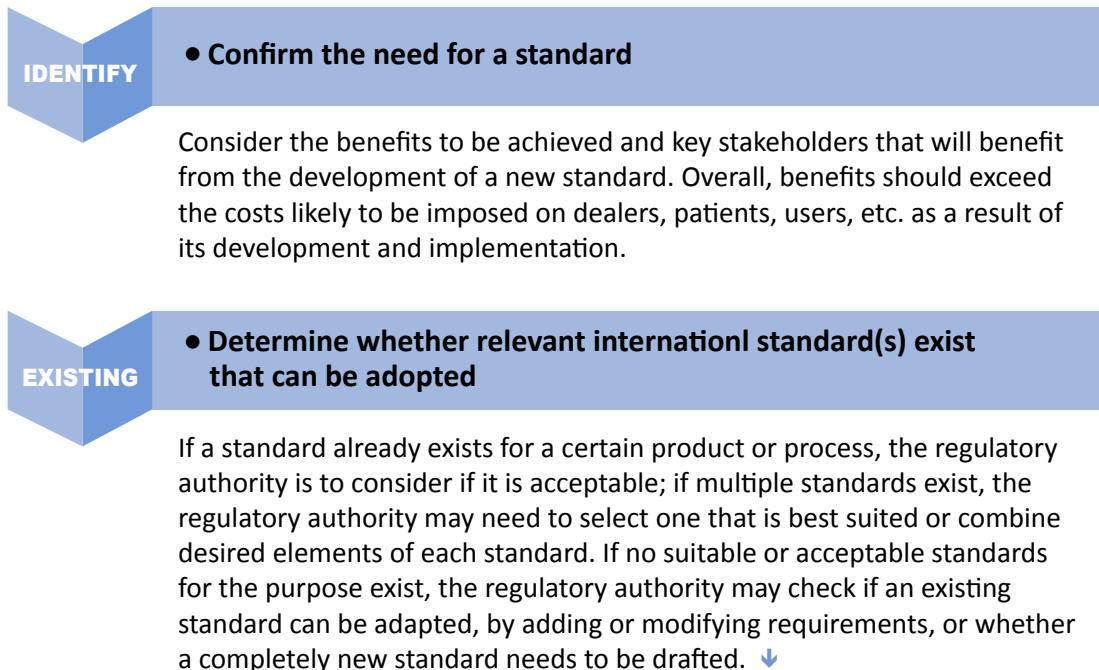 IDENTIFY
• Confirm the need for a standard
Consider the benefits to be achieved and key stakeholders that will benefit
from the development of a new standard. Overall, benefits should exceed
the costs likely to be imposed on dealers, patients, users, etc. as a result of
its development and implementation.
EXISTING
• Determine whether relevant internationl standard(s) exist
that can be adopted
If a standard already exists for a certain product or process, the regulatory
authority is to consider if it is acceptable; if multiple standards exist, the
regulatory authority may need to select one that is best suited or combine
desired elements of each standard. If no suitable or acceptable standards
for the purpose exist, the regulatory authority may check if an existing
standard can be adapted, by adding or modifying requirements, or whether
a completely new standard needs to be drafted. ↓